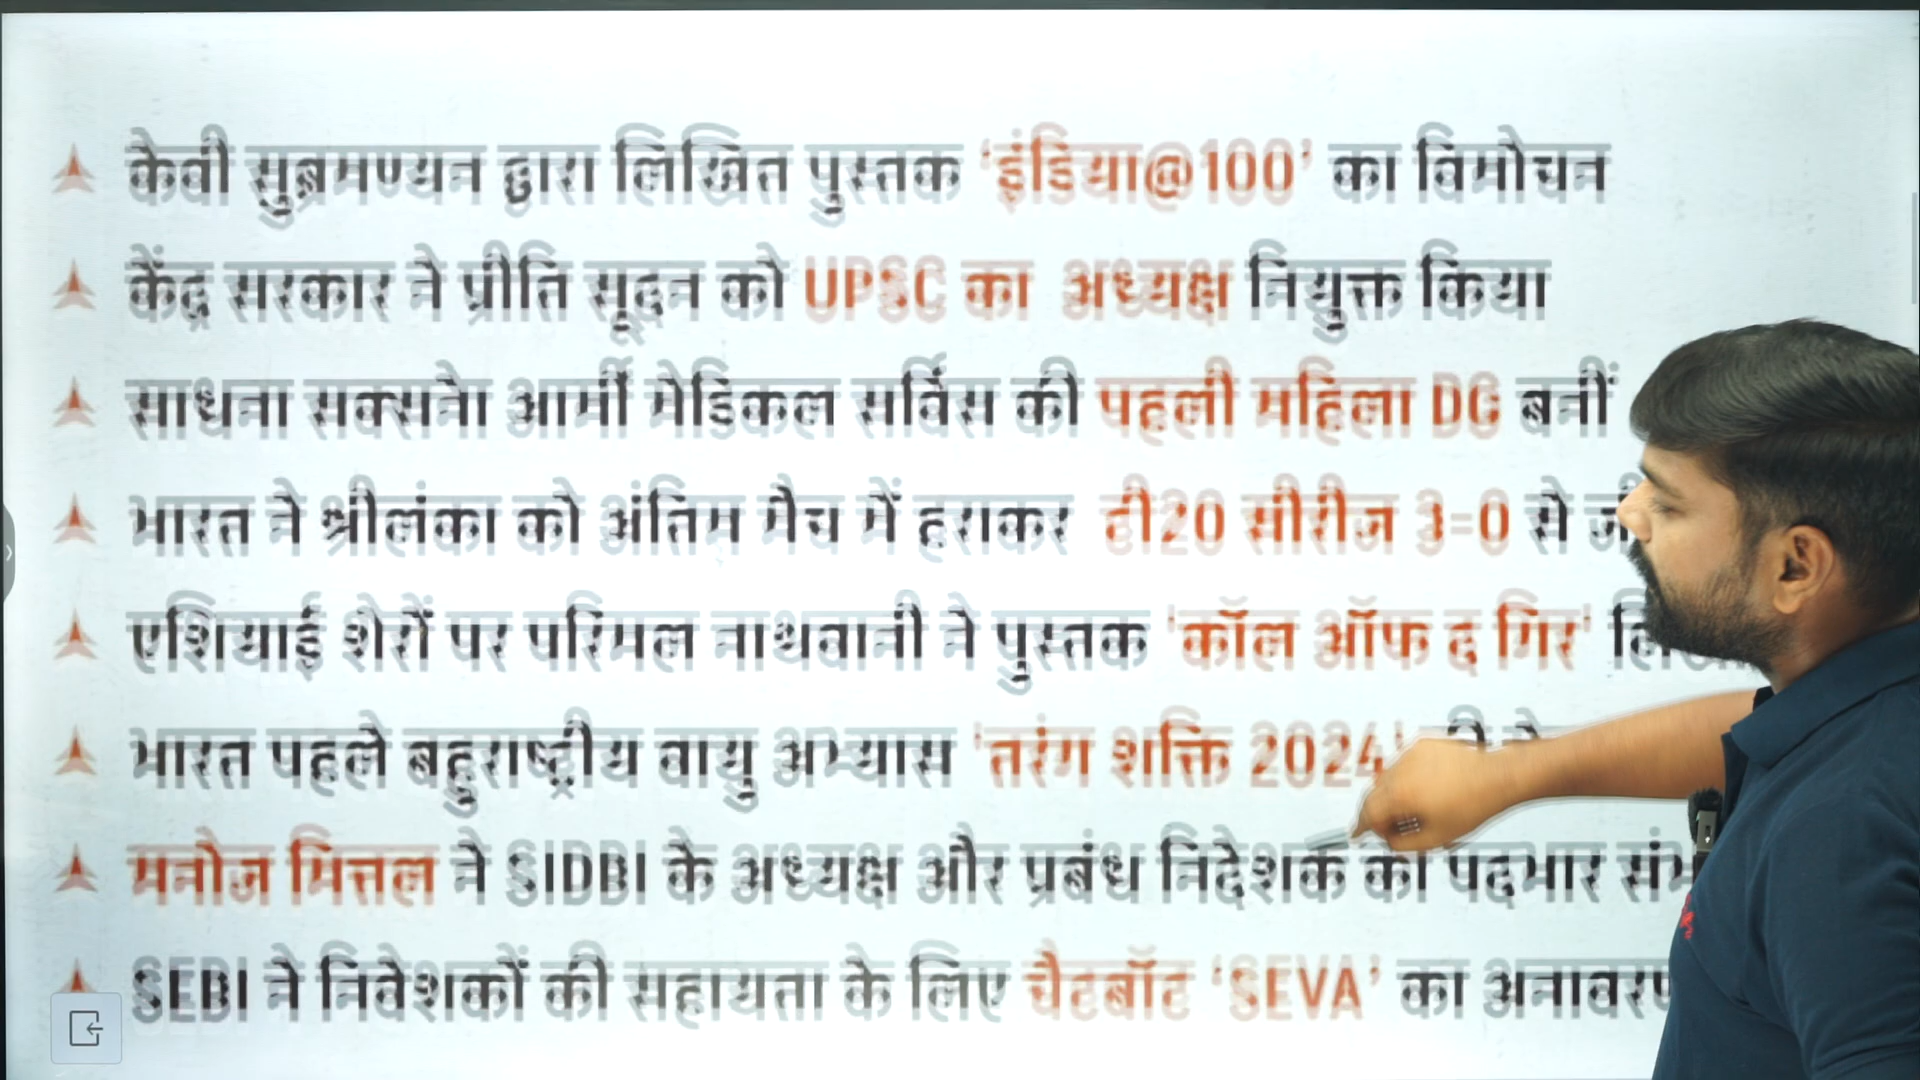 केवी सुब्रमण्यन द्वारा लिखित पुस्तक ‘इंडिया@100’ का विमोचन
केंद्र सरकार ने प्रीति सूदन को UPSC का अध्यक्ष नियुक्त किया
साधना सक्सेना आर्मी मेडिकल सर्विस की पहली महिला DG बनीं
भारत ने श्रीलंका को अंतिम मैच में हराकर टी20 सीरीज 3-0 से
एशियाई शेरों पर परिमल नाथवानी ने पुस्तक 'कॉल ऑफ द गिर'
भारत पहले बहुराष्ट्रीय वायु अभ्यास 'तरंग शक्ति 2024'
मनोज मित्तल ने SIDBI के अध्यक्ष और प्रबंध निदेशक का पदभार
SEBI ने निवेशकों की सहायता के लिए चैटबॉट ‘SEVA’ का